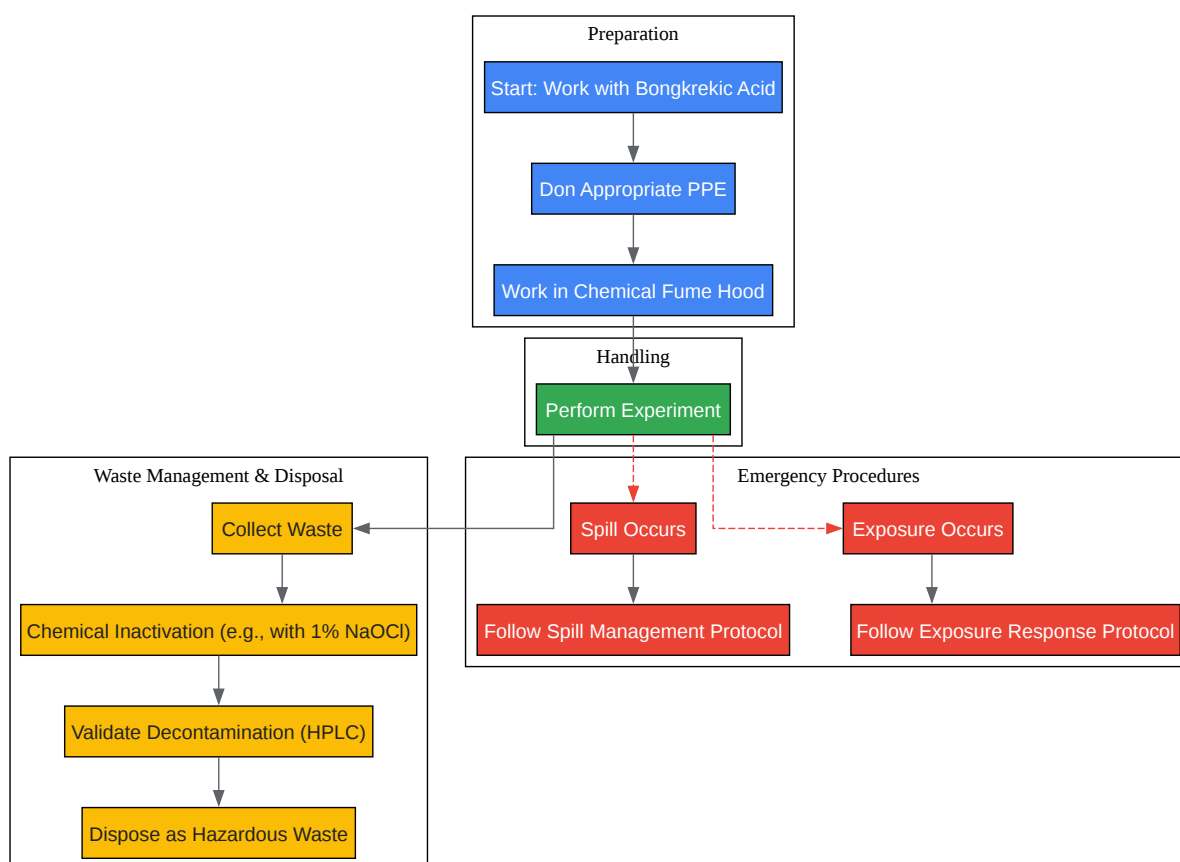 Preparation
Start: Work with Bongkrekic Acid
Don Appropriate PPE
Work in Chemical Fume Hood
Handling
Perform Experiment
Waste Management & Disposal
Collect Waste
Chemical Inactivation (e.g., with 1% NaOCl)
Validate Decontamination (HPLC)
Dispose as Hazardous Waste
Emergency Procedures
Spill Occurs
Exposure Occurs
Follow Spill Management Protocol
Follow Exposure Response Protocol